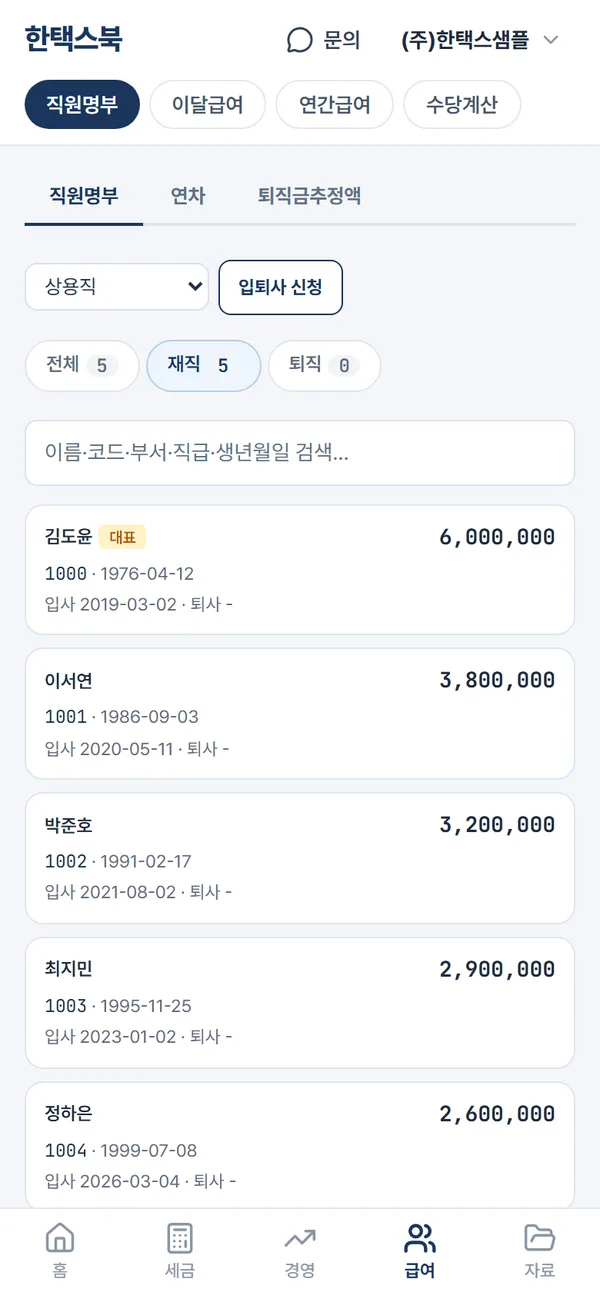 한택스북 문의 (주)한택스샘플
직원명부 이달급여 연간급여 수당계산
직원명부 연차 퇴직금추정액
상용직 입퇴사 신청
전체 5 재직 5 퇴직 0
이름·코드·부서·직급·생년월일 검색...
김도윤 대표 6,000,000
1000 · 1976-04-12
입사 2019-03-02 · 퇴사 -
이서연 3,800,000
1001 · 1986-09-03
입사 2020-05-11 · 퇴사 -
박준호 3,200,000
1002 · 1991-02-17
입사 2021-08-02 · 퇴사 -
최지민 2,900,000
1003 · 1995-11-25
입사 2023-01-02 · 퇴사 -
정하은 2,600,000
1004 · 1999-07-08
입사 2026-03-04 · 퇴사 -
홈 세금 경영 급여 자료